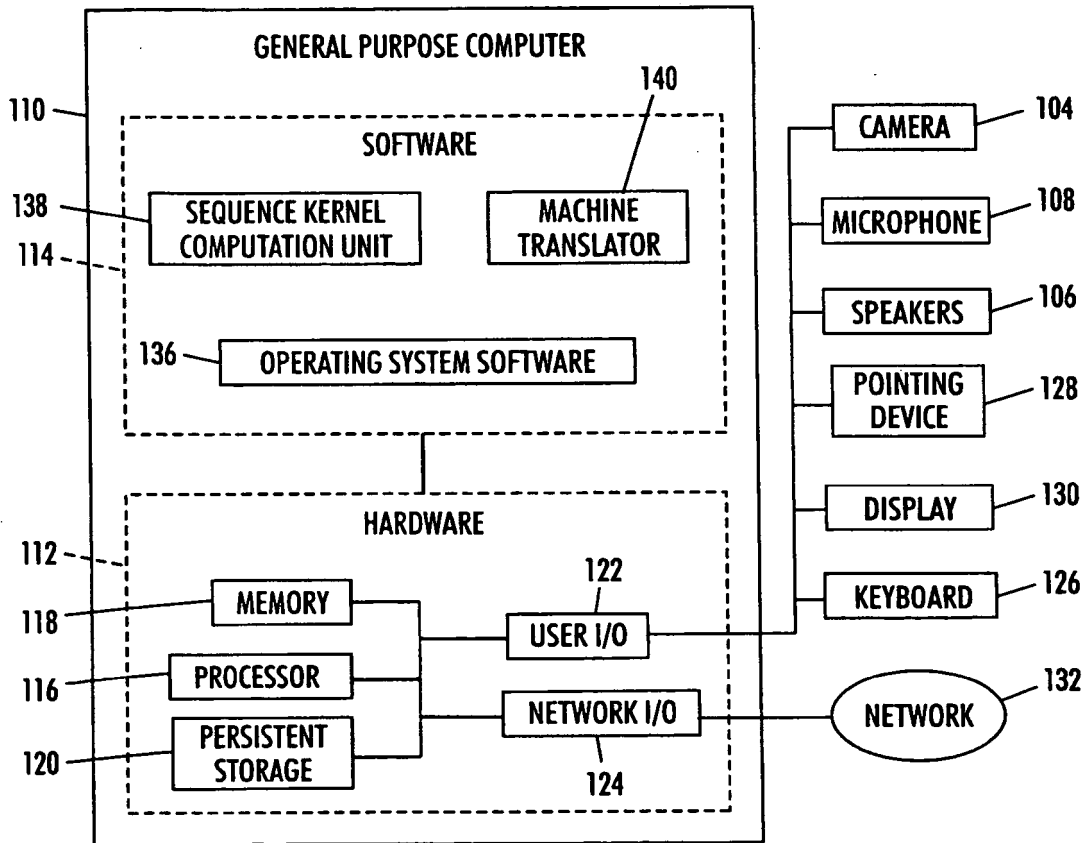 GENERAL PURPOSE COMPUTER
110
140
SOFTWARE
138
SEQUENCE KERNEL
COMPUTATION UNIT
MACHINE
TRANSLATOR
114
136
OPERATING SYSTEM SOFTWARE
HARDWARE
112
122
118
MEMORY
USER I/O
116
PROCESSOR
NETWORK I/O
120
PERSISTENT
STORAGE
124
CAMERA
104
MICROPHONE
108
SPEAKERS
106
POINTING
DEVICE
128
DISPLAY
130
KEYBOARD
126
NETWORK
132